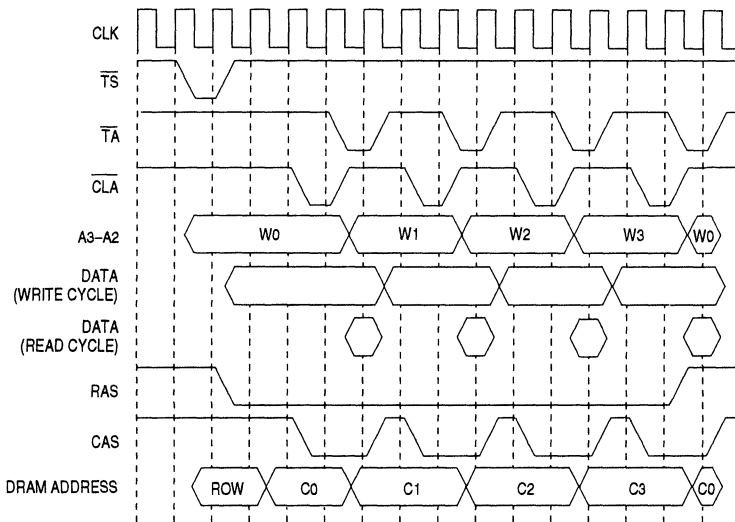 CLK
TS
TA
CLA
A3–A2 W0 W1 W2 W3 W0
DATA
(WRITE CYCLE)
DATA
(READ CYCLE)
RAS
CAS
DRAM ADDRESS ROW C0 C1 C2 C3 C0